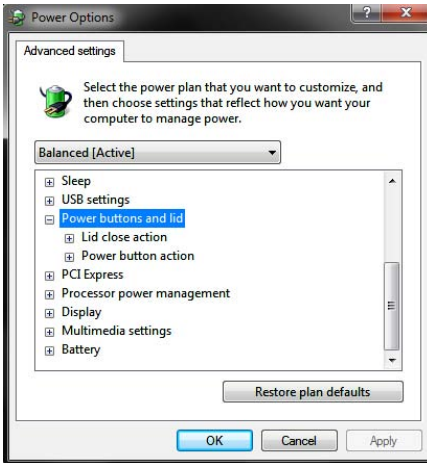 Power Options
Advanced settings
Select the power plan that you want to customize, and
then choose settings that reflect how you want your
computer to manage power.
Balanced [Active]
Sleep
USB settings
Power buttons and lid
Lid close action
Power button action
PCI Express
Processor power management
Display
Multimedia settings
Battery
Restore plan defaults
OK Cancel Apply